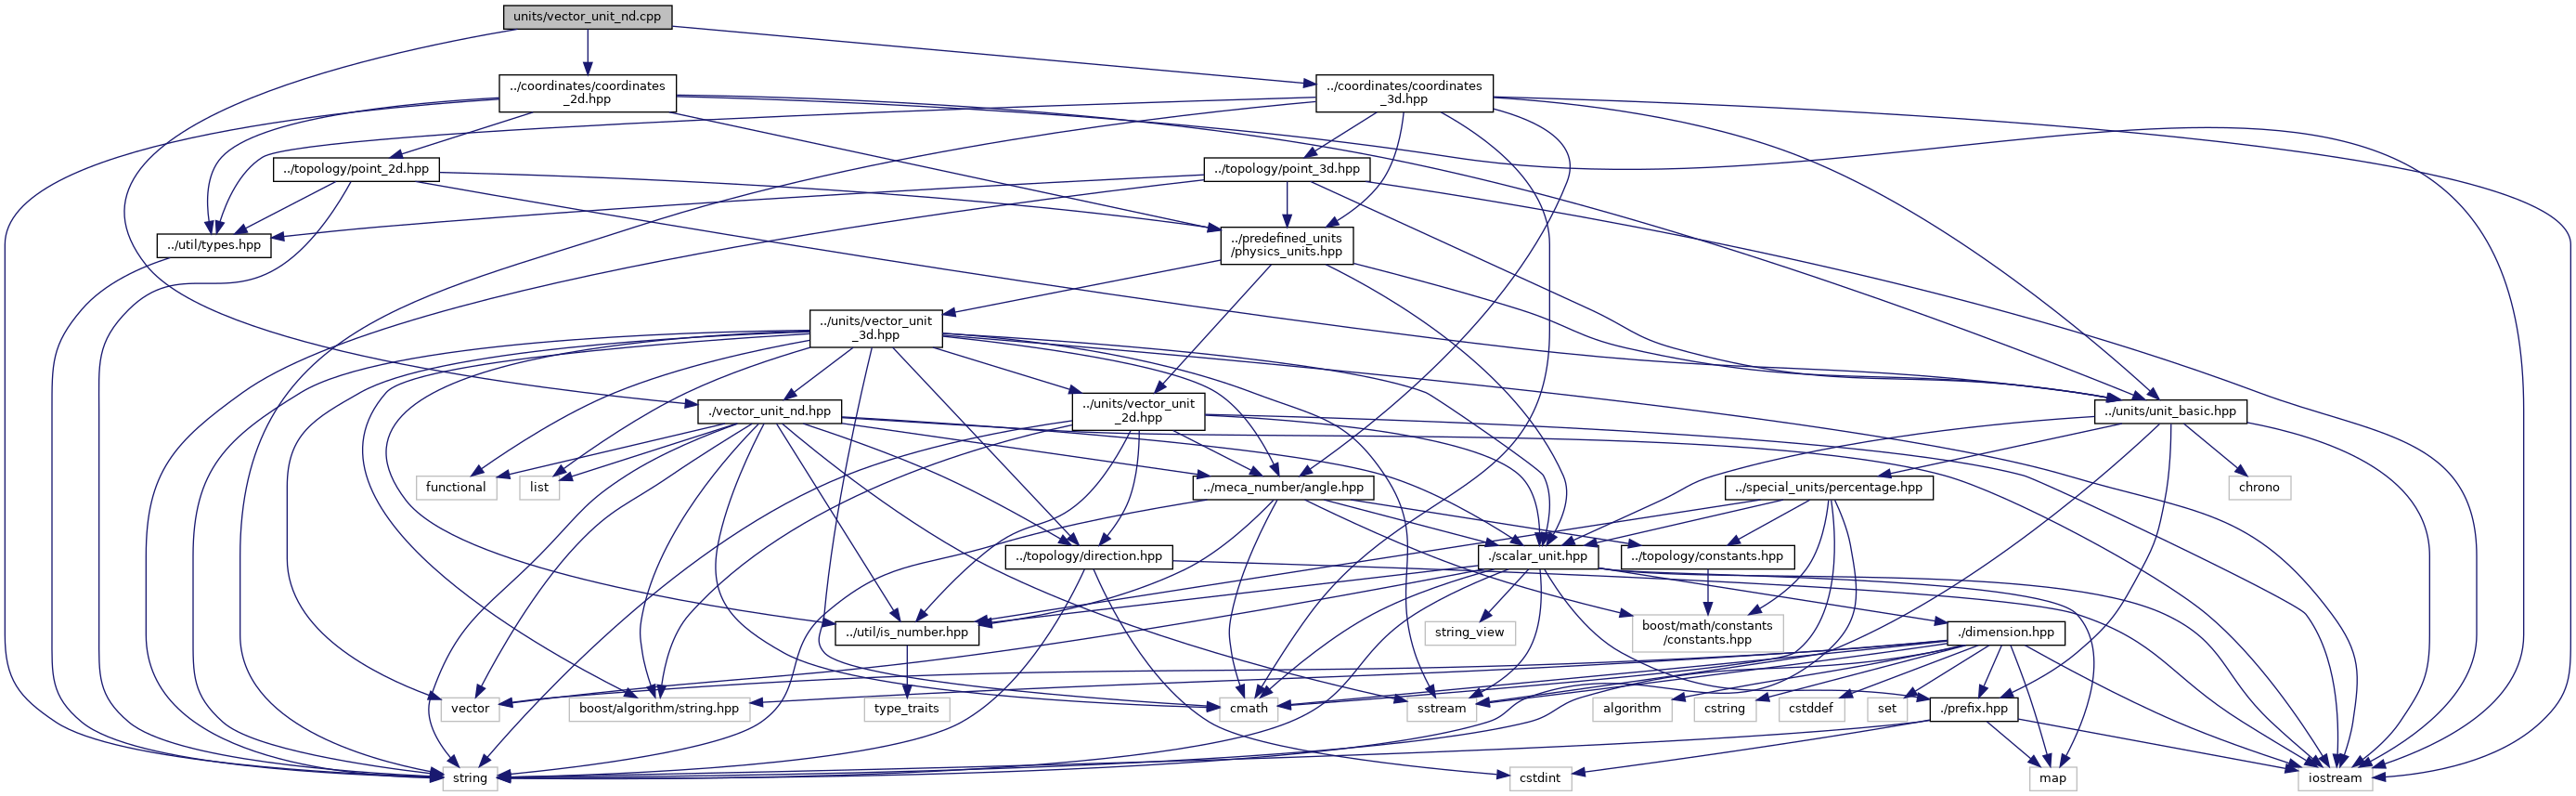 units/vector_unit_nd.cpp
../coordinates/coordinates
_2d.hpp
../coordinates/coordinates
_3d.hpp
../topology/point_2d.hpp
../topology/point_3d.hpp
../util/types.hpp
../predefined_units
/physics_units.hpp
../units/vector_unit
_3d.hpp
./vector_unit_nd.hpp
../units/vector_unit
_2d.hpp
../units/unit_basic.hpp
functional
list
../meca_number/angle.hpp
../special_units/percentage.hpp
chrono
../topology/direction.hpp
./scalar_unit.hpp
../topology/constants.hpp
../util/is_number.hpp
string_view
boost/math/constants
/constants.hpp
./dimension.hpp
vector
boost/algorithm/string.hpp
type_traits
cmath
sstream
algorithm
cstring
cstddef
set
./prefix.hpp
string
cstdint
map
iostream